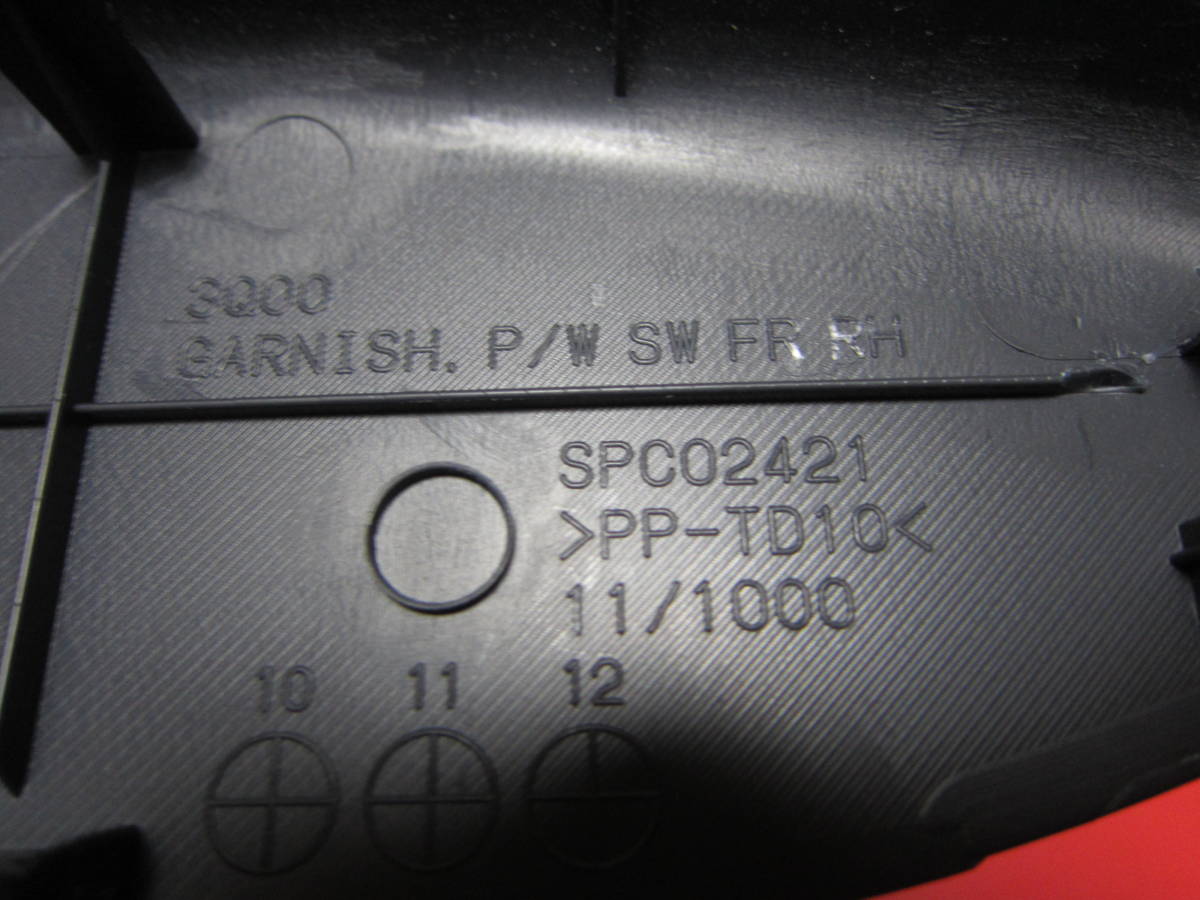 3Q00
GARNISH. P/W SW FR RH
SPC02421
>PP-TD10<
11/1000
10 11 12